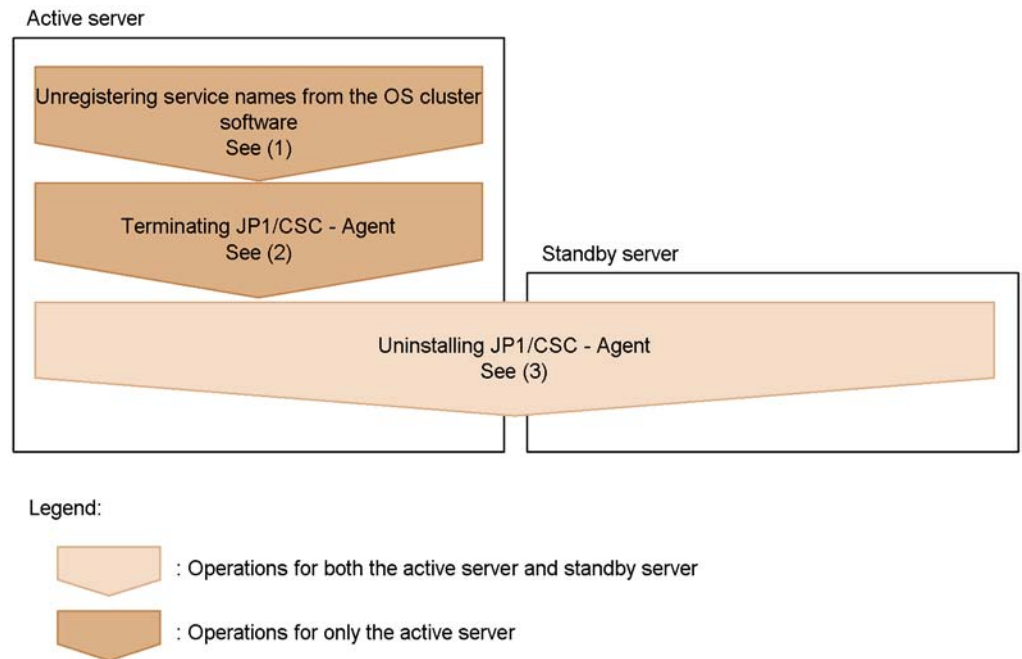 Active server
Unregistering service names from the OS cluster
software
See (1)
Terminating JP1/CSC - Agent
See (2)
Standby server
Uninstalling JP1/CSC - Agent
See (3)
Legend:
: Operations for both the active server and standby server
: Operations for only the active server